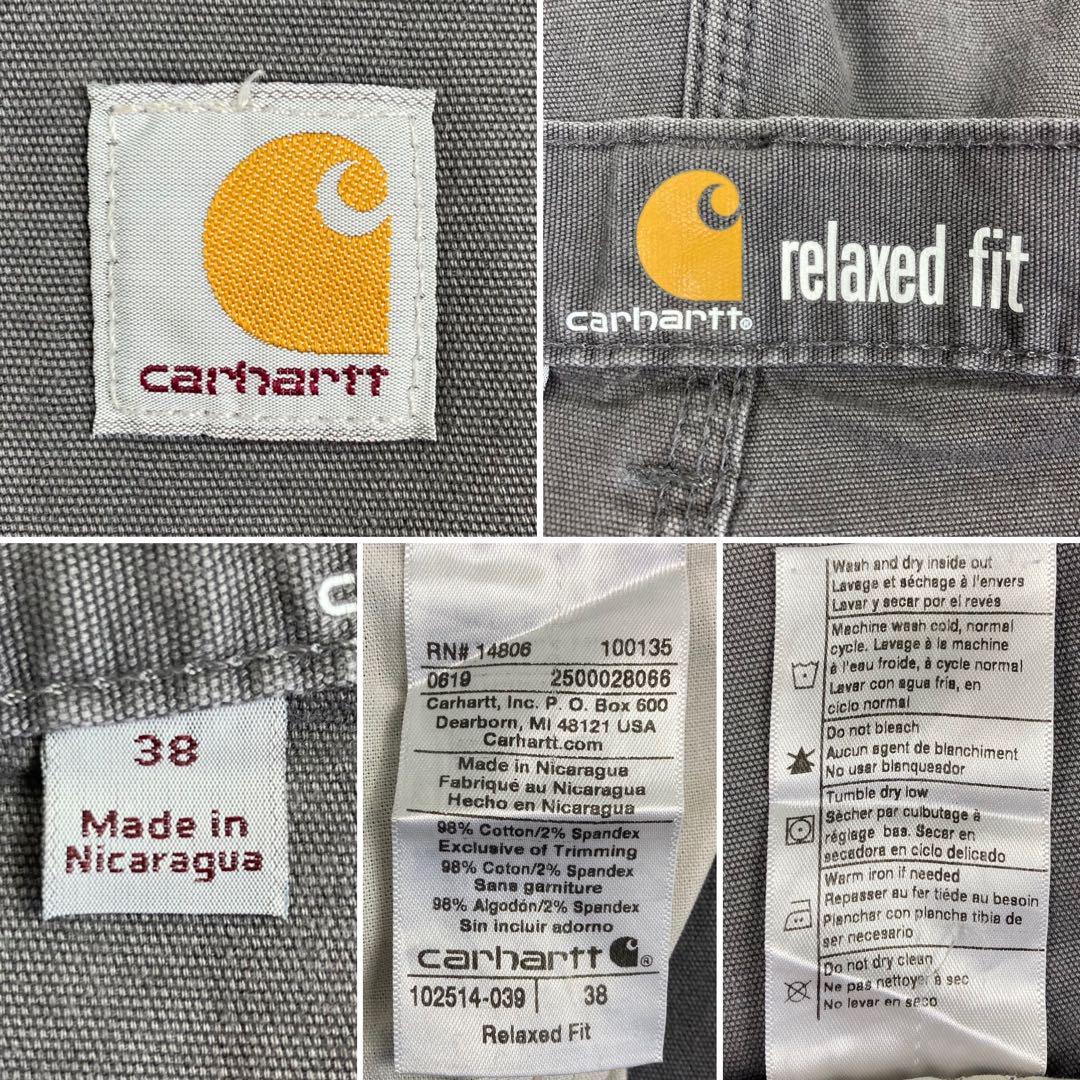 carhartt
carhartt®
relaxed fit
C
38
Made in
Nicaragua
RN# 14806 100135
0619 2500028066
Carhartt, Inc. P. O. Box 600
Dearborn, MI 48121 USA
Carhartt.com
Made in Nicaragua
Fabriqué au Nicaragua
Hecho en Nicaragua
98% Cotton/2% Spandex
Exclusive of Trimming
98% Coton/2% Spandex
Sans garniture
98% Algodón/2% Spandex
Sin incluir adorno
carhartt ®
102514-039 38
Relaxed Fit
Wash and dry inside out
Lavage et séchage à l'envers
Lavar y secar por el revés
Machine wash cold, normal
cycle. Lavage à la machine
à l'eau froide, à cycle normal
Lavar con agua fria, en
ciclo normal
Do not bleach
Aucun agent de blanchiment
No usar blanqueador
Tumble dry low
Sécher par culbutage à
réglage bas. Secar en
secadora en ciclo delicado
Warm iron if needed
Repasser au fer tiéde au besoin
Planchar con plancha tibia de
ser necesario
Do not dry clean
Ne pas nettoyer à sec
No levar en seco